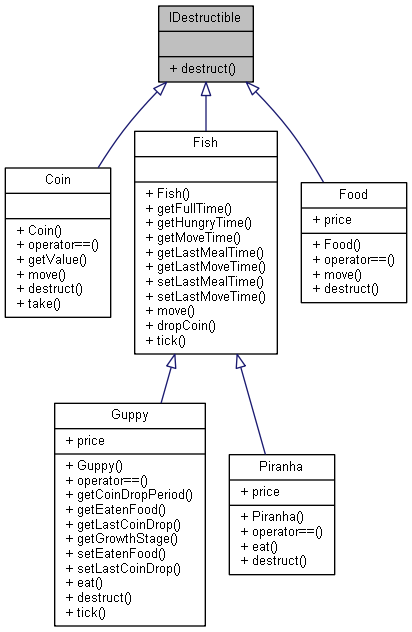 IDestructible
+ destruct()
Coin
+ Coin()
+ operator==()
+ getValue()
+ move()
+ destruct()
+ take()
Fish
+ Fish()
+ getFullTime()
+ getHungryTime()
+ getMoveTime()
+ getLastMealTime()
+ getLastMoveTime()
+ setLastMealTime()
+ setLastMoveTime()
+ move()
+ dropCoin()
+ tick()
Food
+ price
+ Food()
+ operator==()
+ move()
+ destruct()
Guppy
+ price
+ Guppy()
+ operator==()
+ getCoinDropPeriod()
+ getEatenFood()
+ getLastCoinDrop()
+ getGrowthStage()
+ setEatenFood()
+ setLastCoinDrop()
+ eat()
+ destruct()
+ tick()
Piranha
+ price
+ Piranha()
+ operator==()
+ eat()
+ destruct()